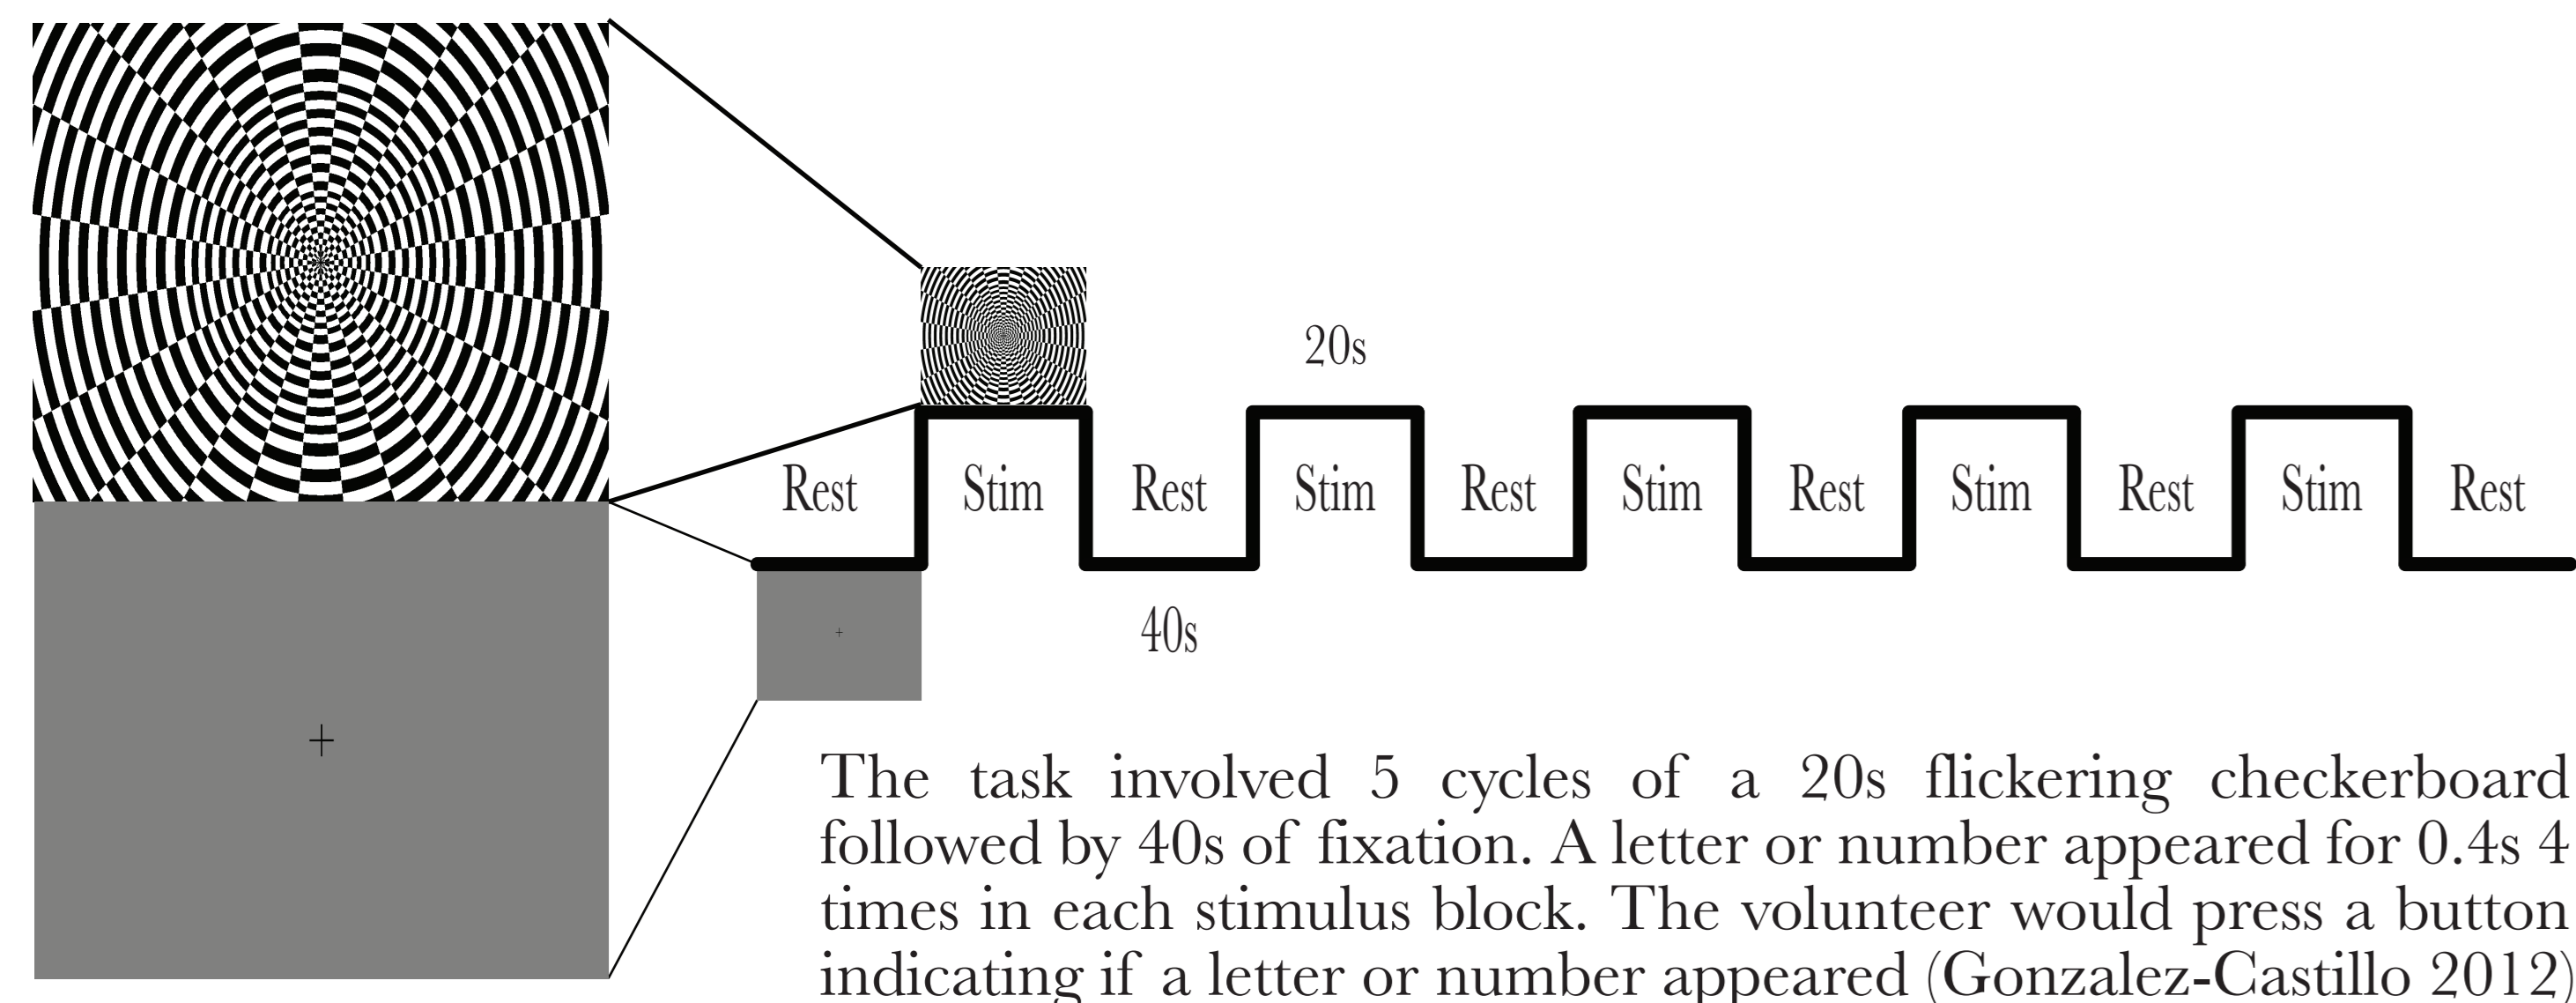 20s
Rest Stim Rest Stim Rest Stim Rest Stim Rest Stim Rest
40s
The task involved 5 cycles of a 20s flickering checkerboard
followed by 40s of fixation. A letter or number appeared for 0.4s 4
times in each stimulus block. The volunteer would press a button
indicating if a letter or number appeared (Gonzalez-Castillo 2012)